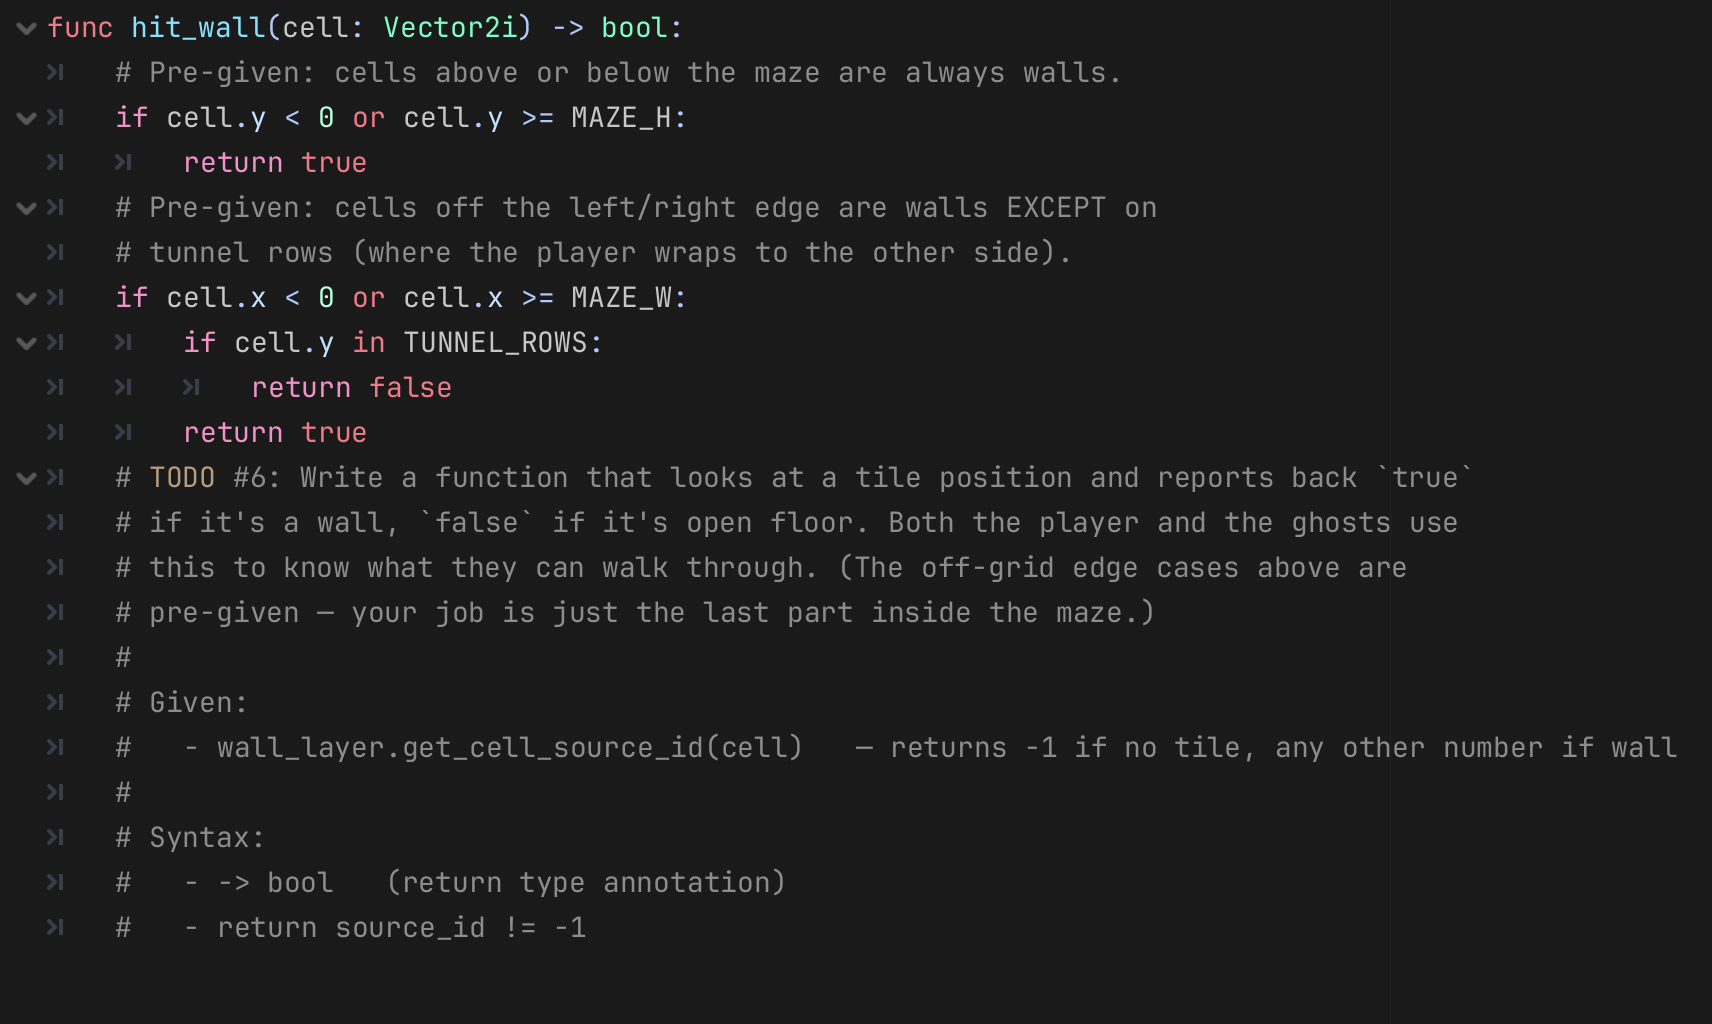 func hit_wall(cell: Vector2i) -> bool:
# Pre-given: cells above or below the maze are always walls.
if cell.y < 0 or cell.y >= MAZE_H:
return true
# Pre-given: cells off the left/right edge are walls EXCEPT on
# tunnel rows (where the player wraps to the other side).
if cell.x < 0 or cell.x >= MAZE_W:
if cell.y in TUNNEL_ROWS:
return false
return true
# TODO #6: Write a function that looks at a tile position and reports back `true`
# if it's a wall, `false` if it's open floor. Both the player and the ghosts use
# this to know what they can walk through. (The off-grid edge cases above are
# pre-given — your job is just the last part inside the maze.)
#
# Given:
#   - wall_layer.get_cell_source_id(cell)   — returns -1 if no tile, any other number if wall
#
# Syntax:
#   - -> bool   (return type annotation)
#   - return source_id != -1